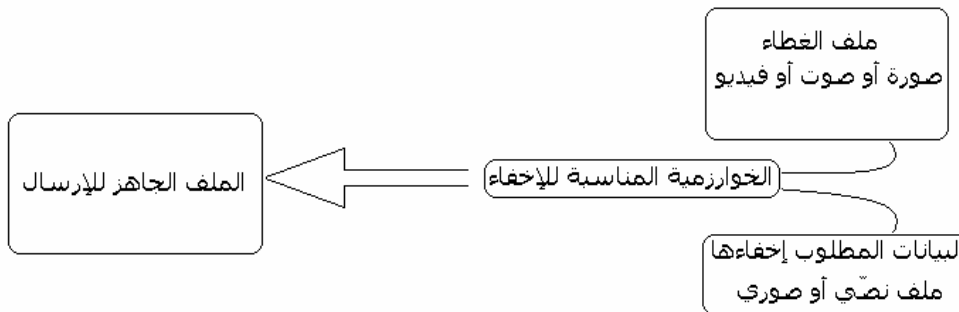 ملف الغطاء
صورة أو صوت أو فيديو
الخوارزمية المناسبة للإخفاء
الملف الجاهز للإرسال
لبيانات المطلوب إخفاءها
ملف نصّي أو صوري